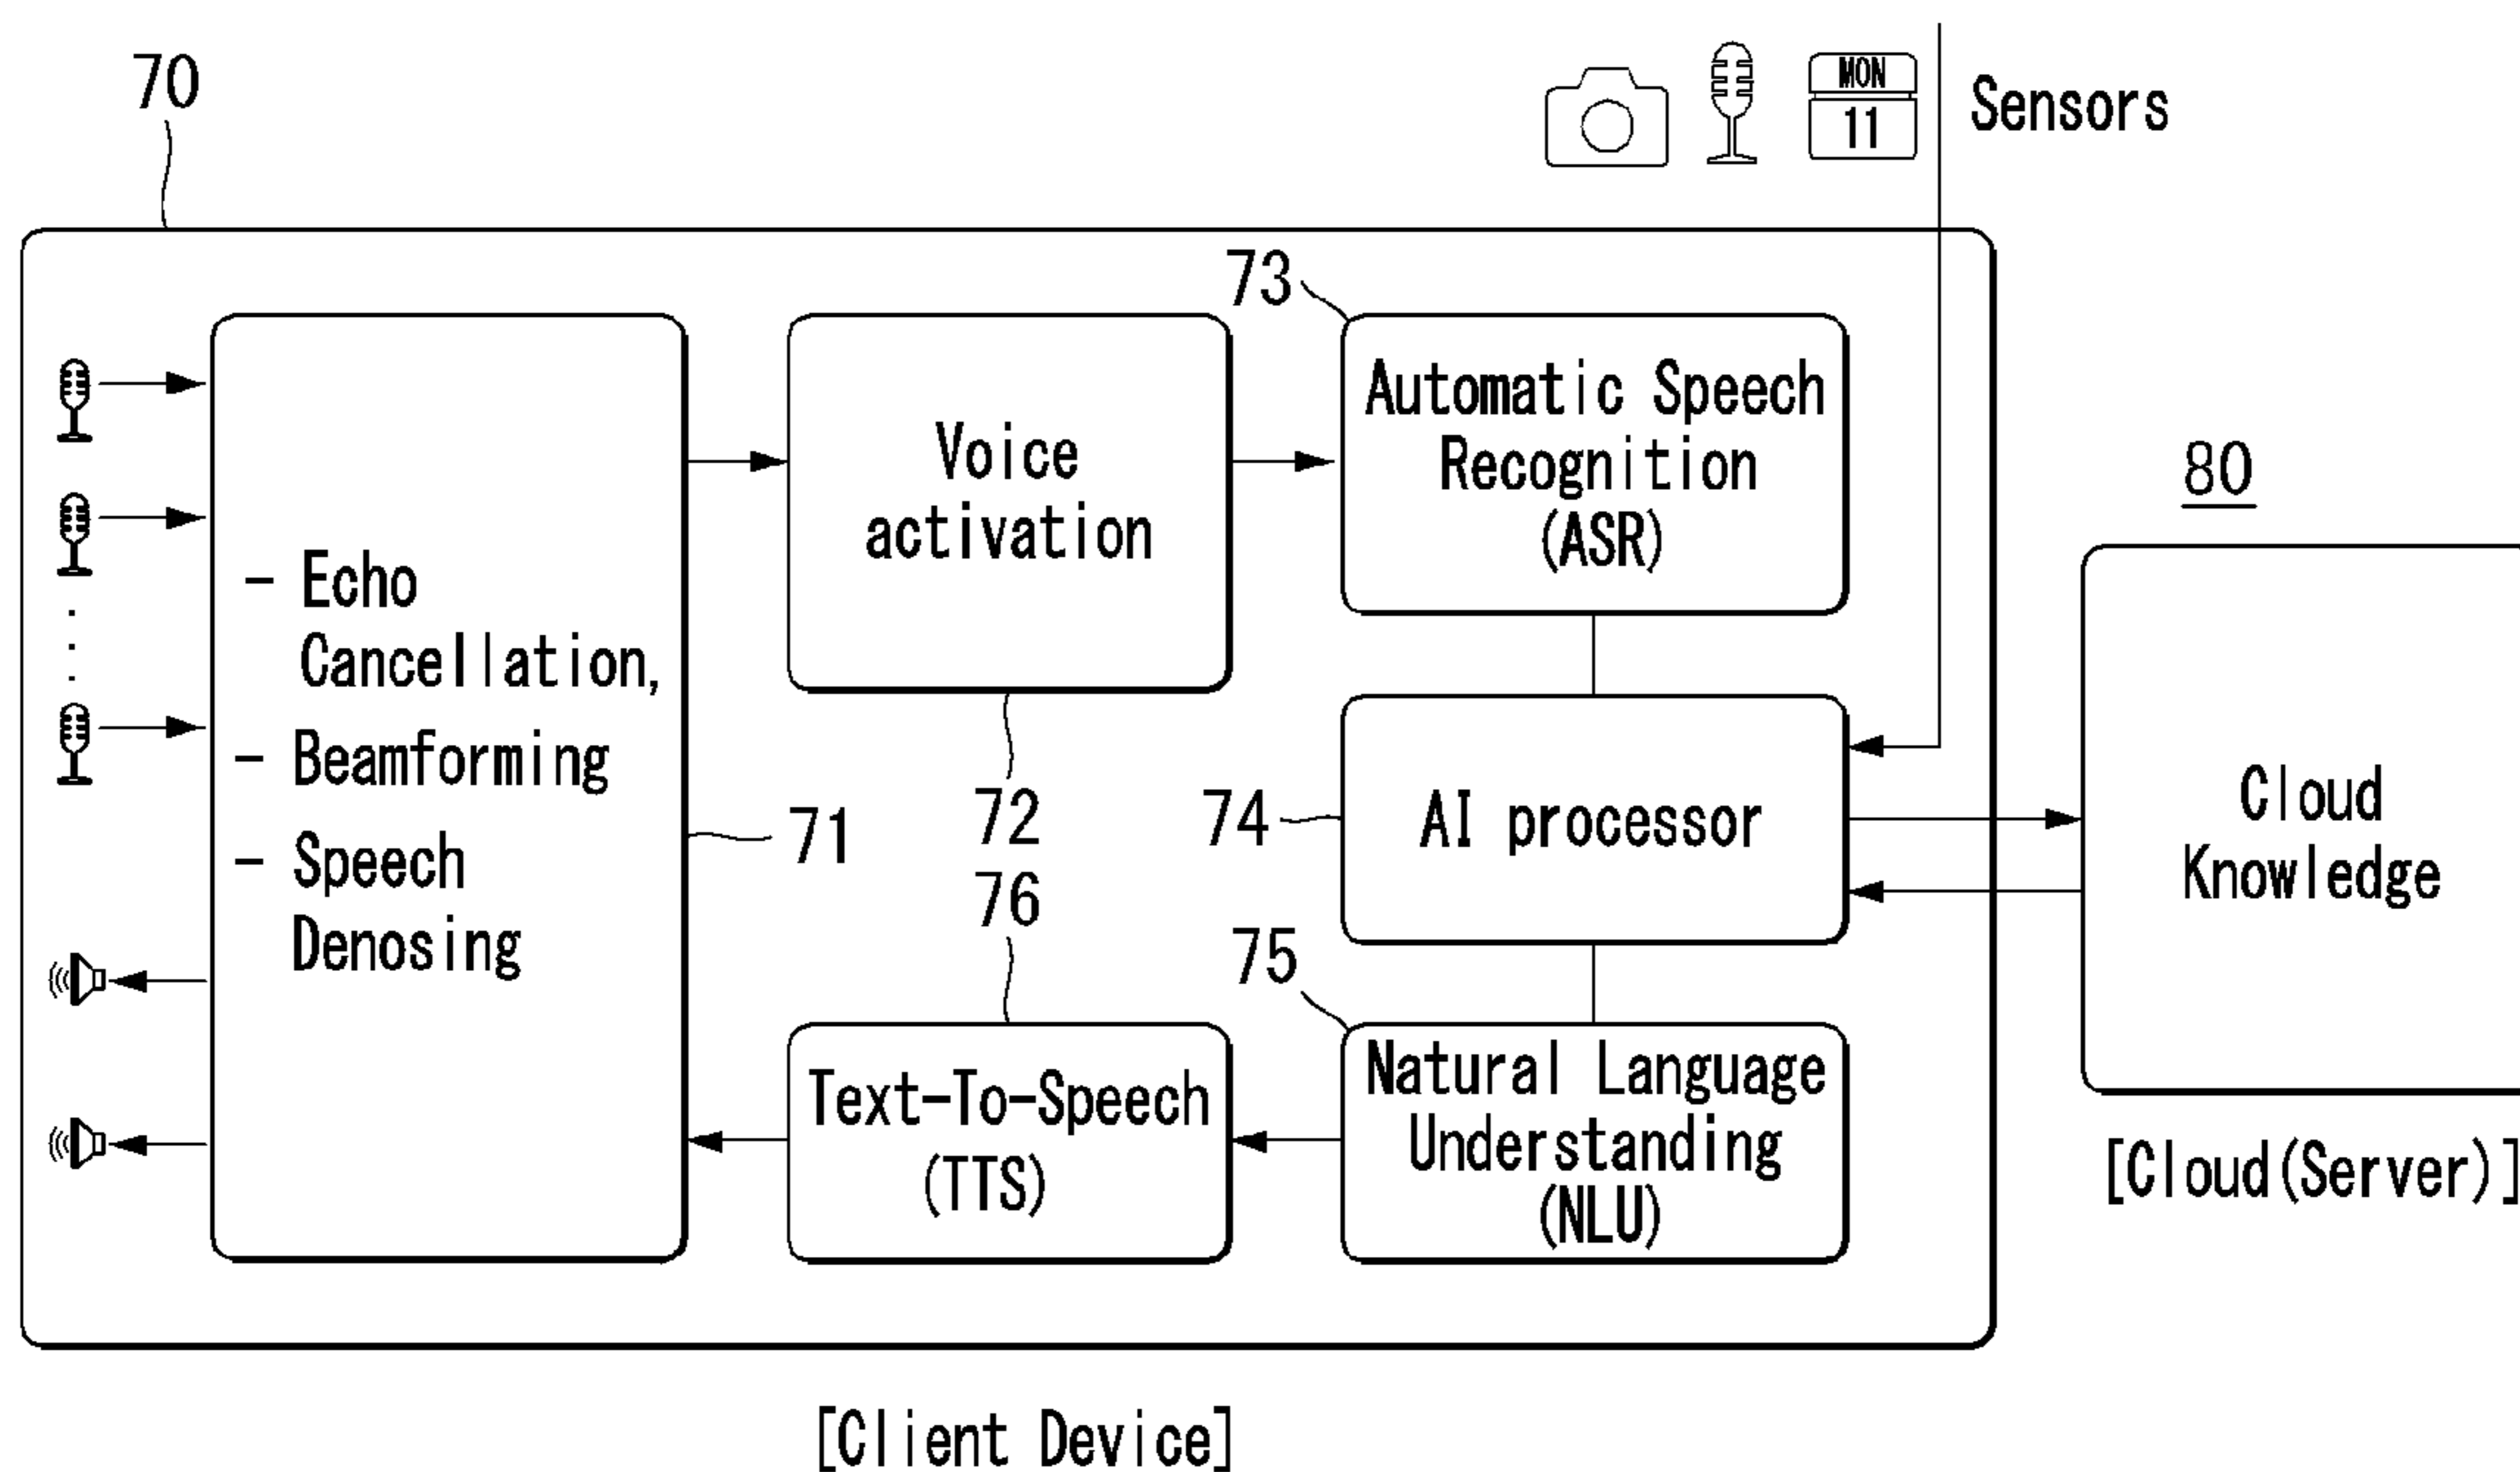 70
MON
11
Sensors
73
- Echo
Cancellation,
- Beamforming
- Speech
Denosing
71
Voice
activation
72
Automatic Speech
Recognition
(ASR)
74
AI processor
76
Text-To-Speech
(TTS)
75
Natural Language
Understanding
(NLU)
80
Cloud
Knowledge
[Cloud(Server)]
[Client Device]